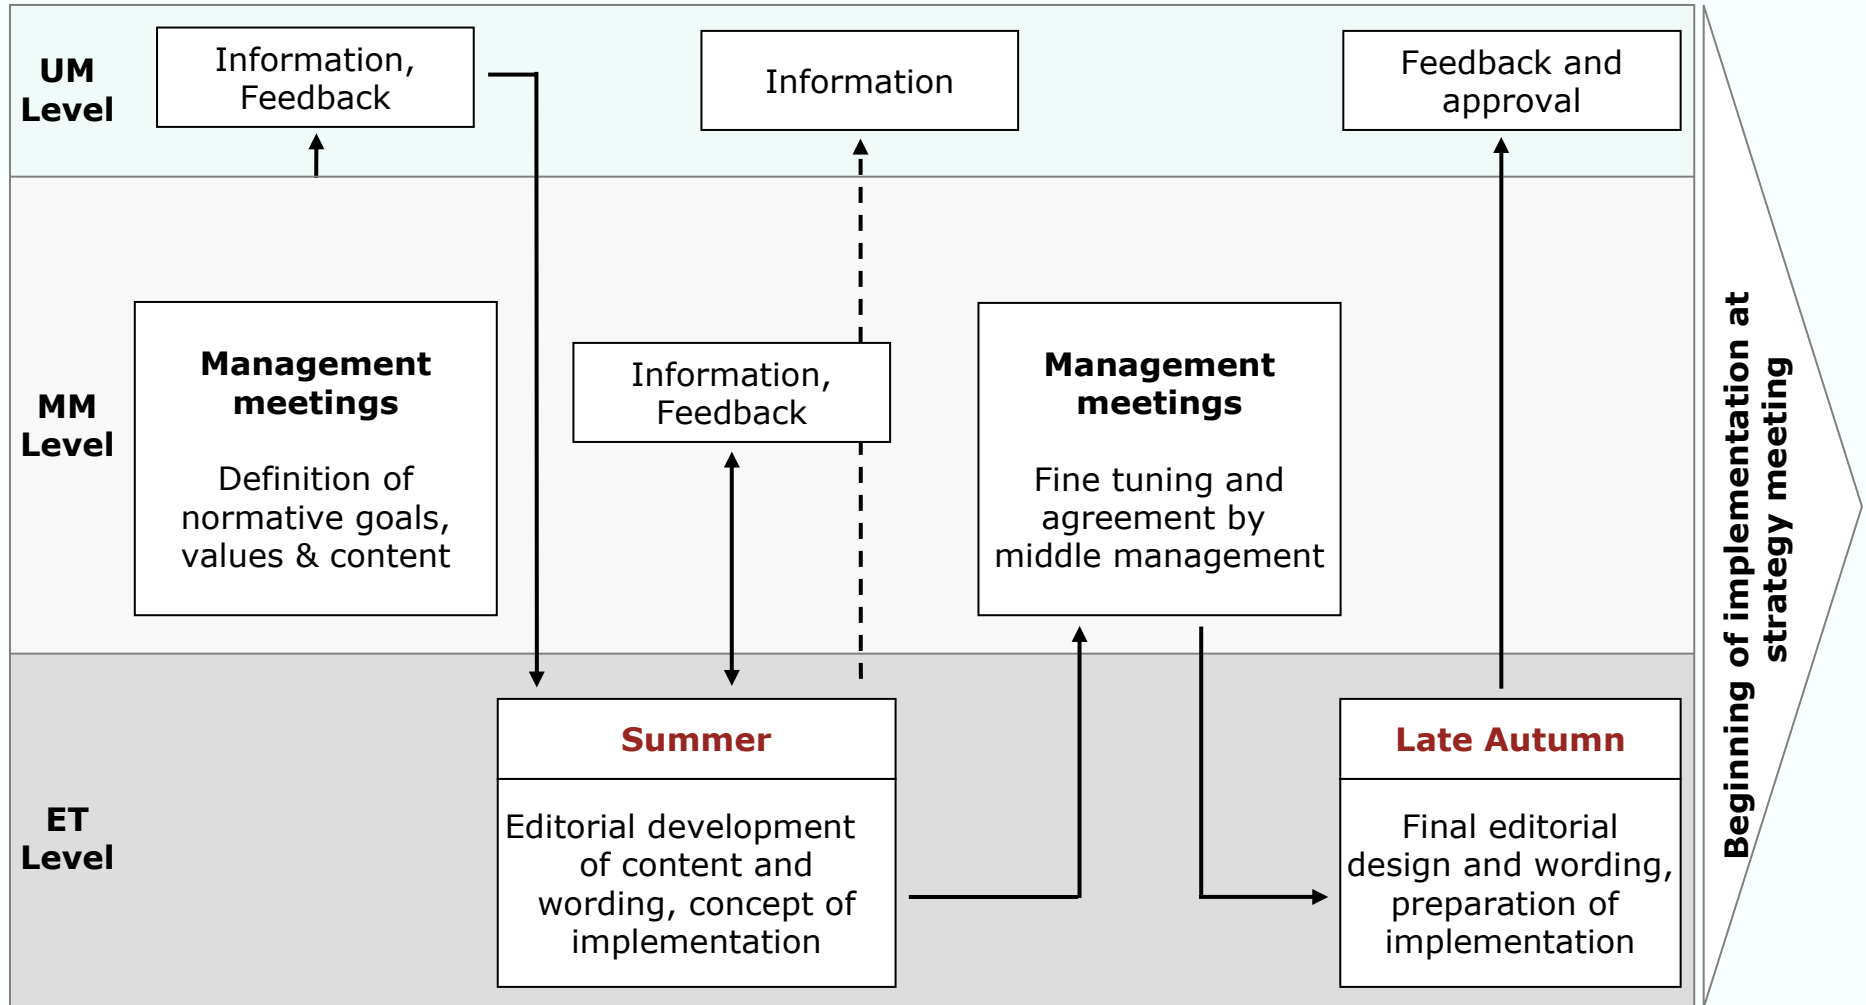 UM
Level
Information,
Feedback
Information
Feedback and
approval
MM
Level
Management
meetings
Definition of
normative goals,
values & content
Information,
Feedback
Management
meetings
Fine tuning and
agreement by
middle management
ET
Level
Summer
Editorial development
of content and
wording, concept of
implementation
Late Autumn
Final editorial
design and wording,
preparation of
implementation
Beginning of implementation at
strategy meeting